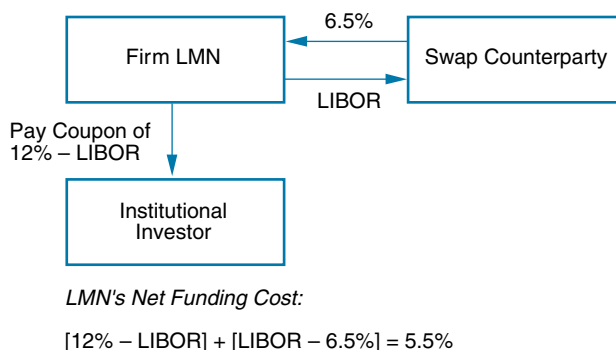 6.5%
Firm LMN
Swap Counterparty
LIBOR
Pay Coupon of
12% – LIBOR
Institutional
Investor
LMN's Net Funding Cost:
[12% – LIBOR] + [LIBOR – 6.5%] = 5.5%